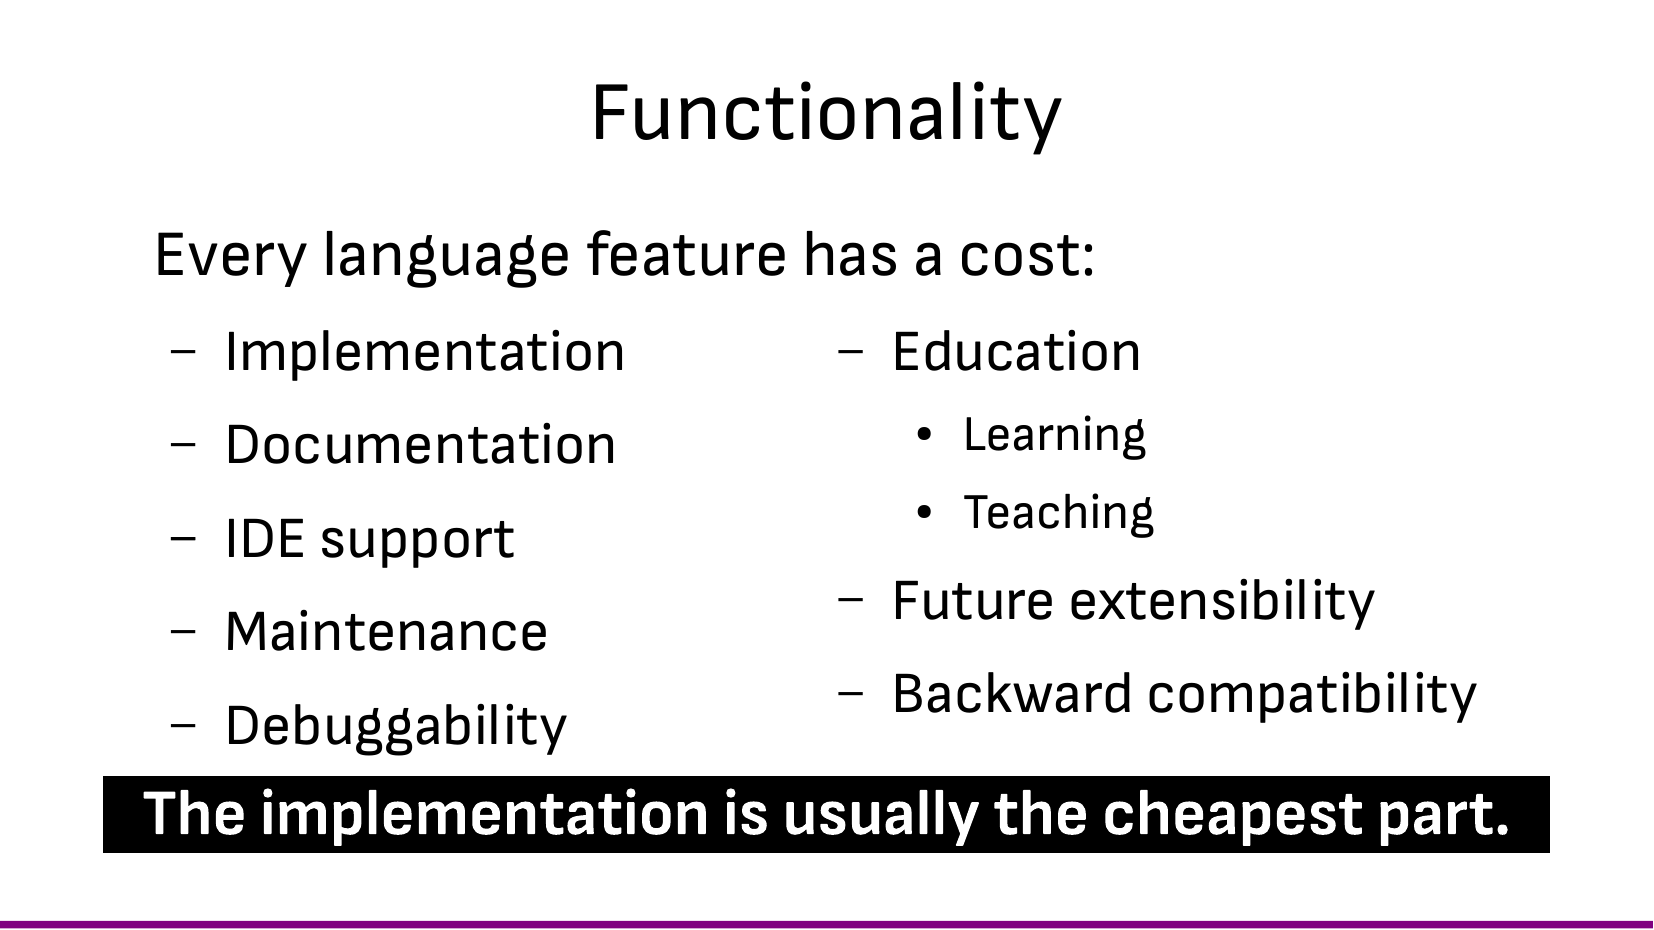 Functionality
Every language feature has a cost:
– Implementation
– Documentation
– IDE support
– Maintenance
– Debuggability
– Education
• Learning
• Teaching
– Future extensibility
– Backward compatibility
The implementation is usually the cheapest part.